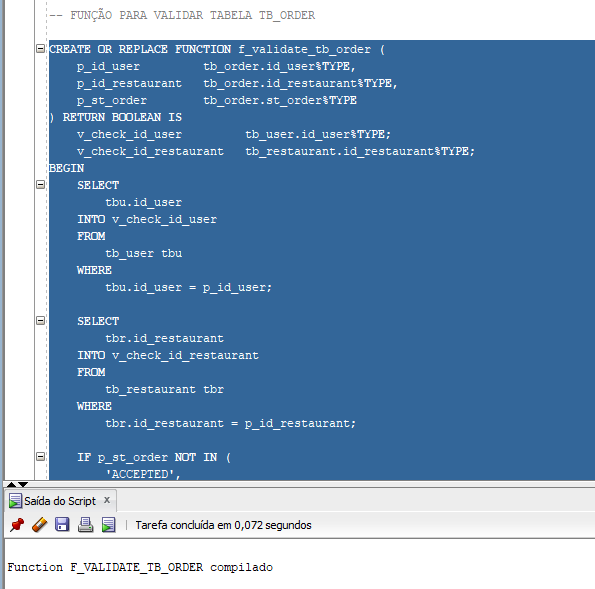 -- FUNÇÃO PARA VALIDAR TABELA TB_ORDER
CREATE OR REPLACE FUNCTION f_validate_tb_order (
p_id_user tb_order.id_user%TYPE,
p_id_restaurant tb_order.id_restaurant%TYPE,
p_st_order tb_order.st_order%TYPE
) RETURN BOOLEAN IS
v_check_id_user tb_user.id_user%TYPE;
v_check_id_restaurant tb_restaurant.id_restaurant%TYPE;
BEGIN
SELECT
tbu.id_user
INTO v_check_id_user
FROM
tb_user tbu
WHERE
tbu.id_user = p_id_user;
SELECT
tbr.id_restaurant
INTO v_check_id_restaurant
FROM
tb_restaurant tbr
WHERE
tbr.id_restaurant = p_id_restaurant;
IF p_st_order NOT IN (
'ACCEPTED',
Saída do Script x
Tarefa concluída em 0,072 segundos
Function F_VALIDATE_TB_ORDER compilado